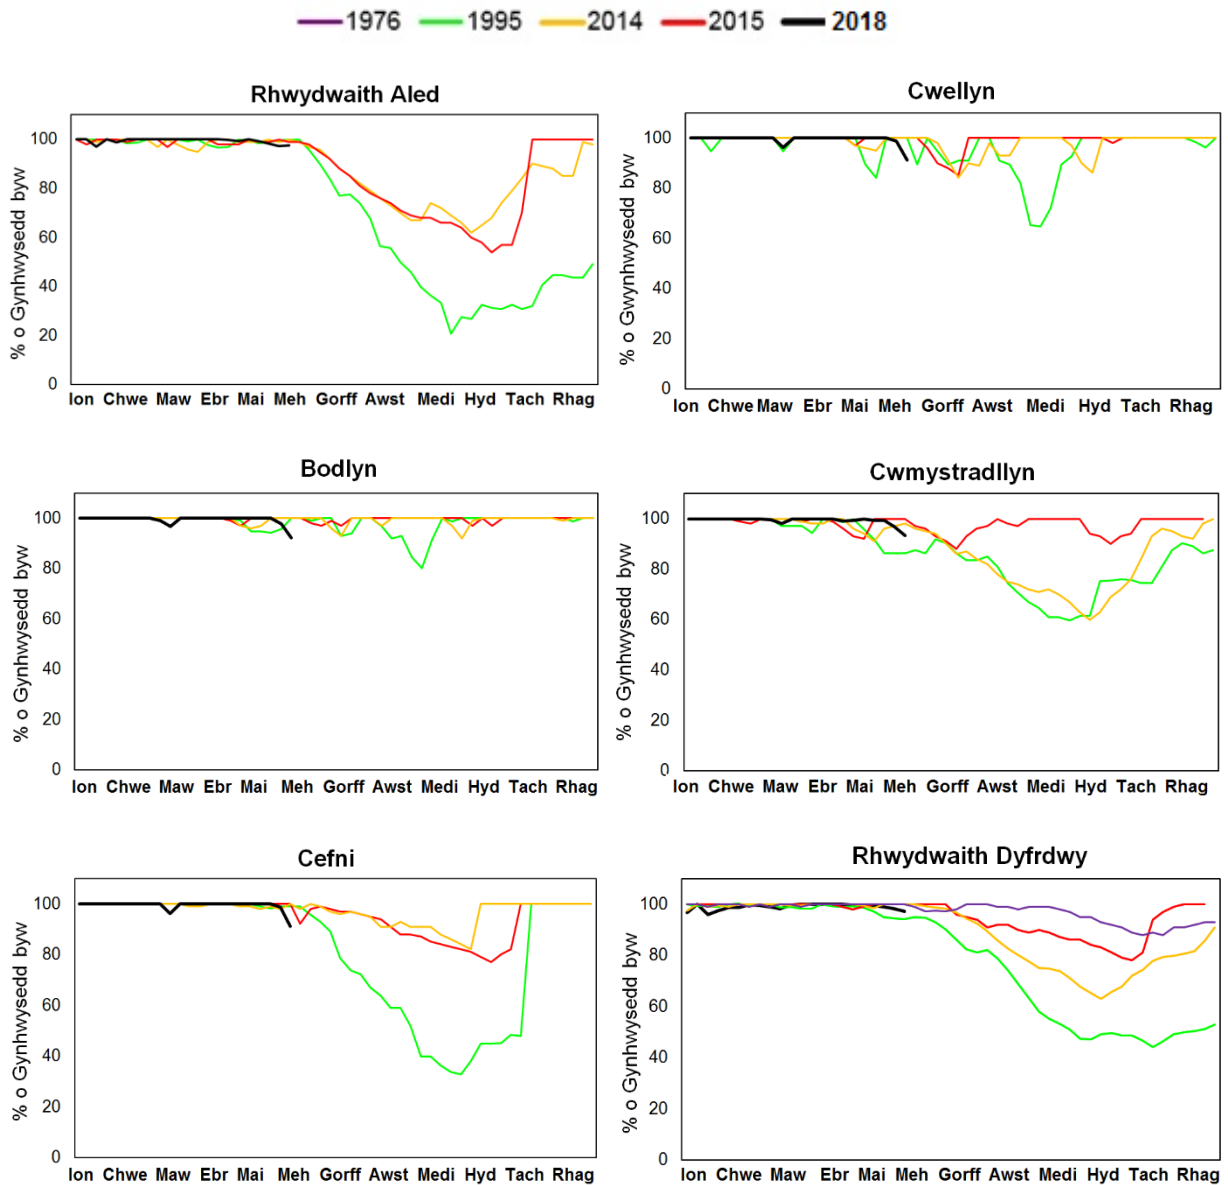 1976 1995 2014 2015 2018
Rhwydwaith Aled
% o Gynhwysedd byw
100
80
60
40
20
0
Ion Chwe Maw Ebr Mai Meh Gorff Awst Medi Hyd Tach Rhag
Cwellyn
% o Gwynhwysedd byw
100
80
60
40
20
0
Ion Chwe Maw Ebr Mai Meh Gorff Awst Medi Hyd Tach Rhag
Bodlyn
% o Gynhwysedd byw
100
80
60
40
20
0
Ion Chwe Maw Ebr Mai Meh Gorff Awst Medi Hyd Tach Rhag
Cwmystradllyn
% o Gynhwysedd byw
100
80
60
40
20
0
Ion Chwe Maw Ebr Mai Meh Gorff Awst Medi Hyd Tach Rhag
Cefni
% o Gynhwysedd byw
100
80
60
40
20
0
Ion Chwe Maw Ebr Mai Meh Gorff Awst Medi Hyd Tach Rhag
Rhwydwaith Dyfrdwy
% o Gynhwysedd byw
100
80
60
40
20
0
Ion Chwe Maw Ebr Mai Meh Gorff Awst Medi Hyd Tach Rhag